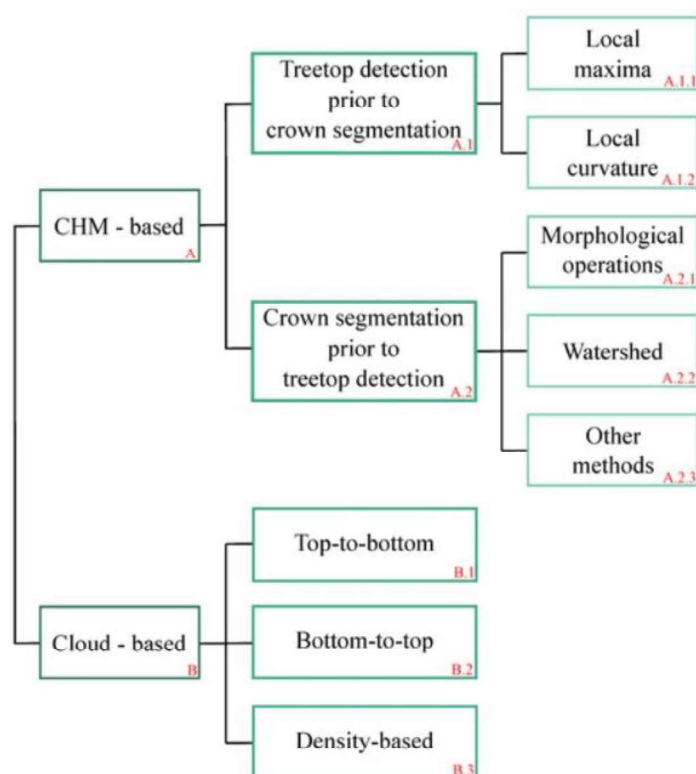 Treetop detection
prior to
crown segmentation
A.1
Local
maxima
A.1.1
Local
curvature
A.1.2
CHM - based
A
Crown segmentation
prior to
treetop detection
A.2
Morphological
operations
A.2.1
Watershed
A.2.2
Other
methods
A.2.3
Cloud - based
B
Top-to-bottom
B.1
Bottom-to-top
B.2
Density-based
B.3